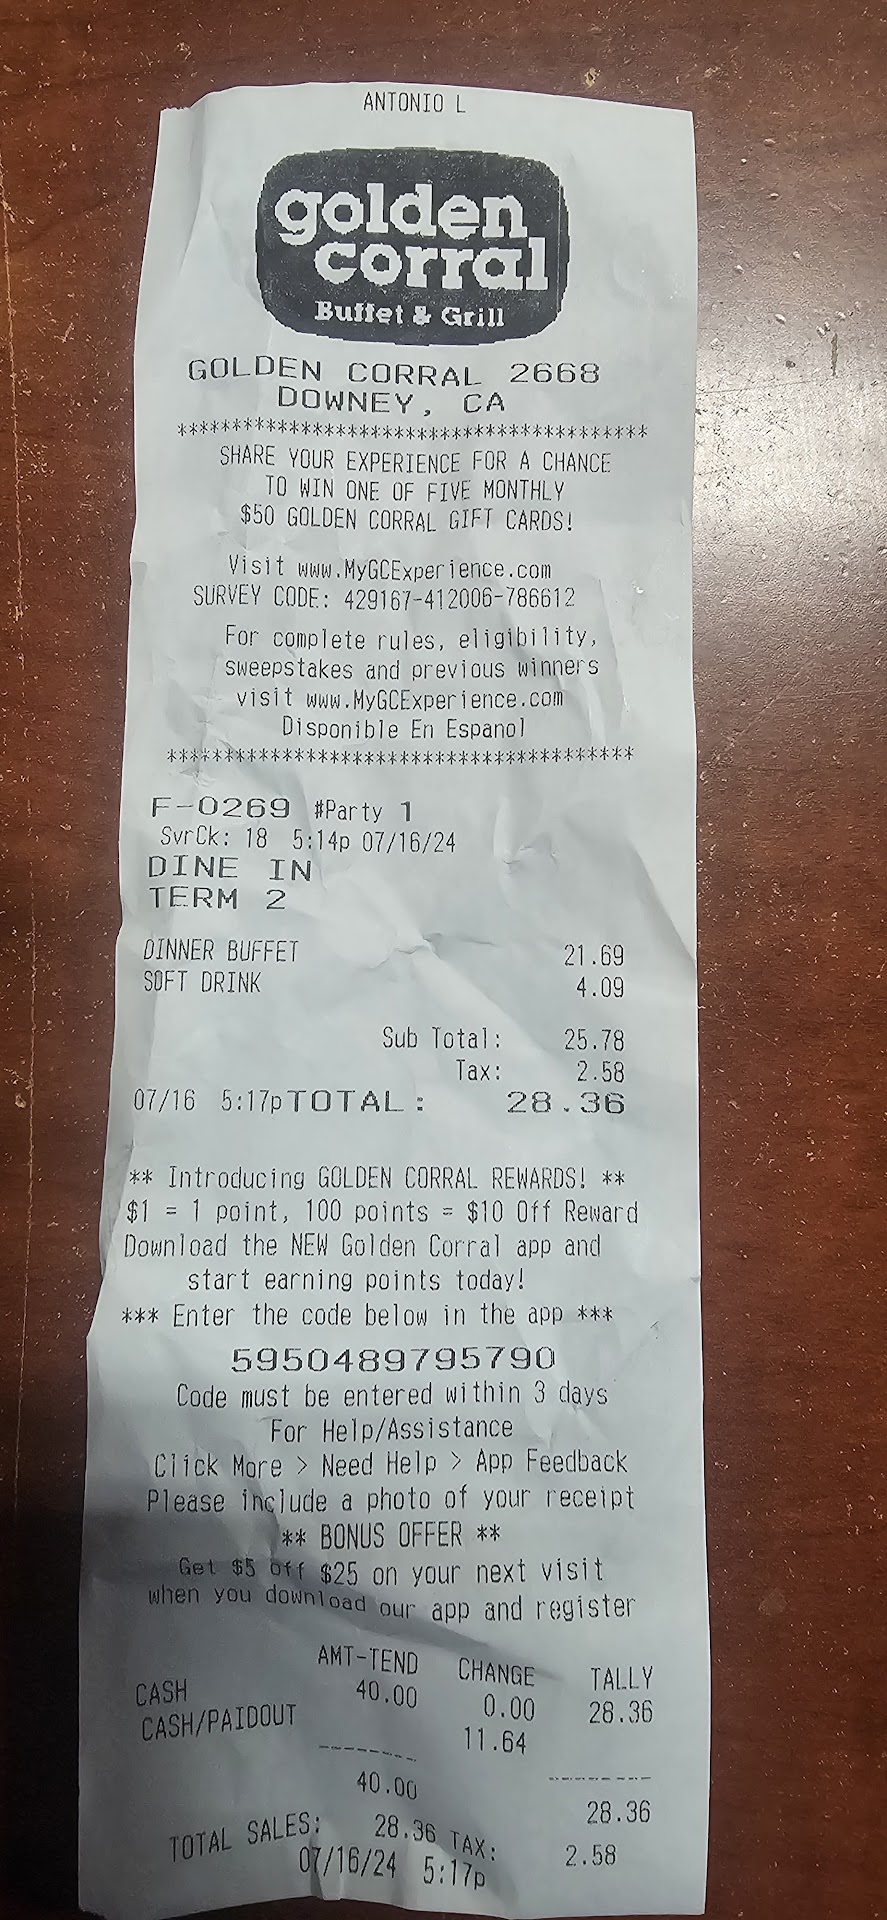 ANTONIO L
golden
corral
Buffet & Grill
GOLDEN CORRAL 2668
DOWNEY, CA
*****************************************
SHARE YOUR EXPERIENCE FOR A CHANCE
TO WIN ONE OF FIVE MONTHLY
$50 GOLDEN CORRAL GIFT CARDS!
Visit www.MyGCExperience.com
SURVEY CODE: 429167-412006-786612
For complete rules, eligibility,
sweepstakes and previous winners
visit www.MyGCExperience.com
Disponible En Espanol
*****************************************
F-0269 #Party 1
SvrCk: 18 5:14p 07/16/24
DINE IN
TERM 2
DINNER BUFFET 21.69
SOFT DRINK 4.09
Sub Total: 25.78
Tax: 2.58
07/16 5:17pTOTAL: 28.36
** Introducing GOLDEN CORRAL REWARDS! **
$1 = 1 point, 100 points = $10 Off Reward
Download the NEW Golden Corral app and
start earning points today!
*** Enter the code below in the app ***
5950489795790
Code must be entered within 3 days
For Help/Assistance
Click More > Need Help > App Feedback
Please include a photo of your receipt
** BONUS OFFER **
Get $5 off $25 on your next visit
when you download our app and register
AMT-TEND CHANGE TALLY
CASH 40.00 0.00 28.36
CASH/PAIDOUT 11.64
--------- ---------
40.00 28.36
TOTAL SALES: 28.36 TAX: 2.58
07/16/24 5:17p